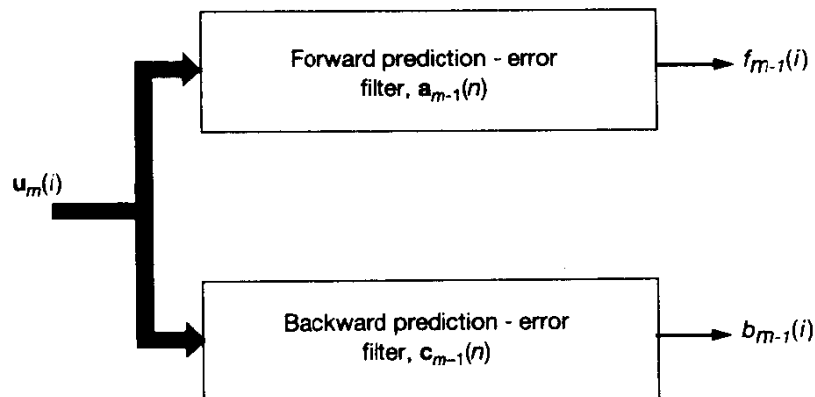 Forward prediction - error
filter, a_{m-1}(n)
f_{m-1}(i)
u_m(i)
Backward prediction - error
filter, c_{m-1}(n)
b_{m-1}(i)